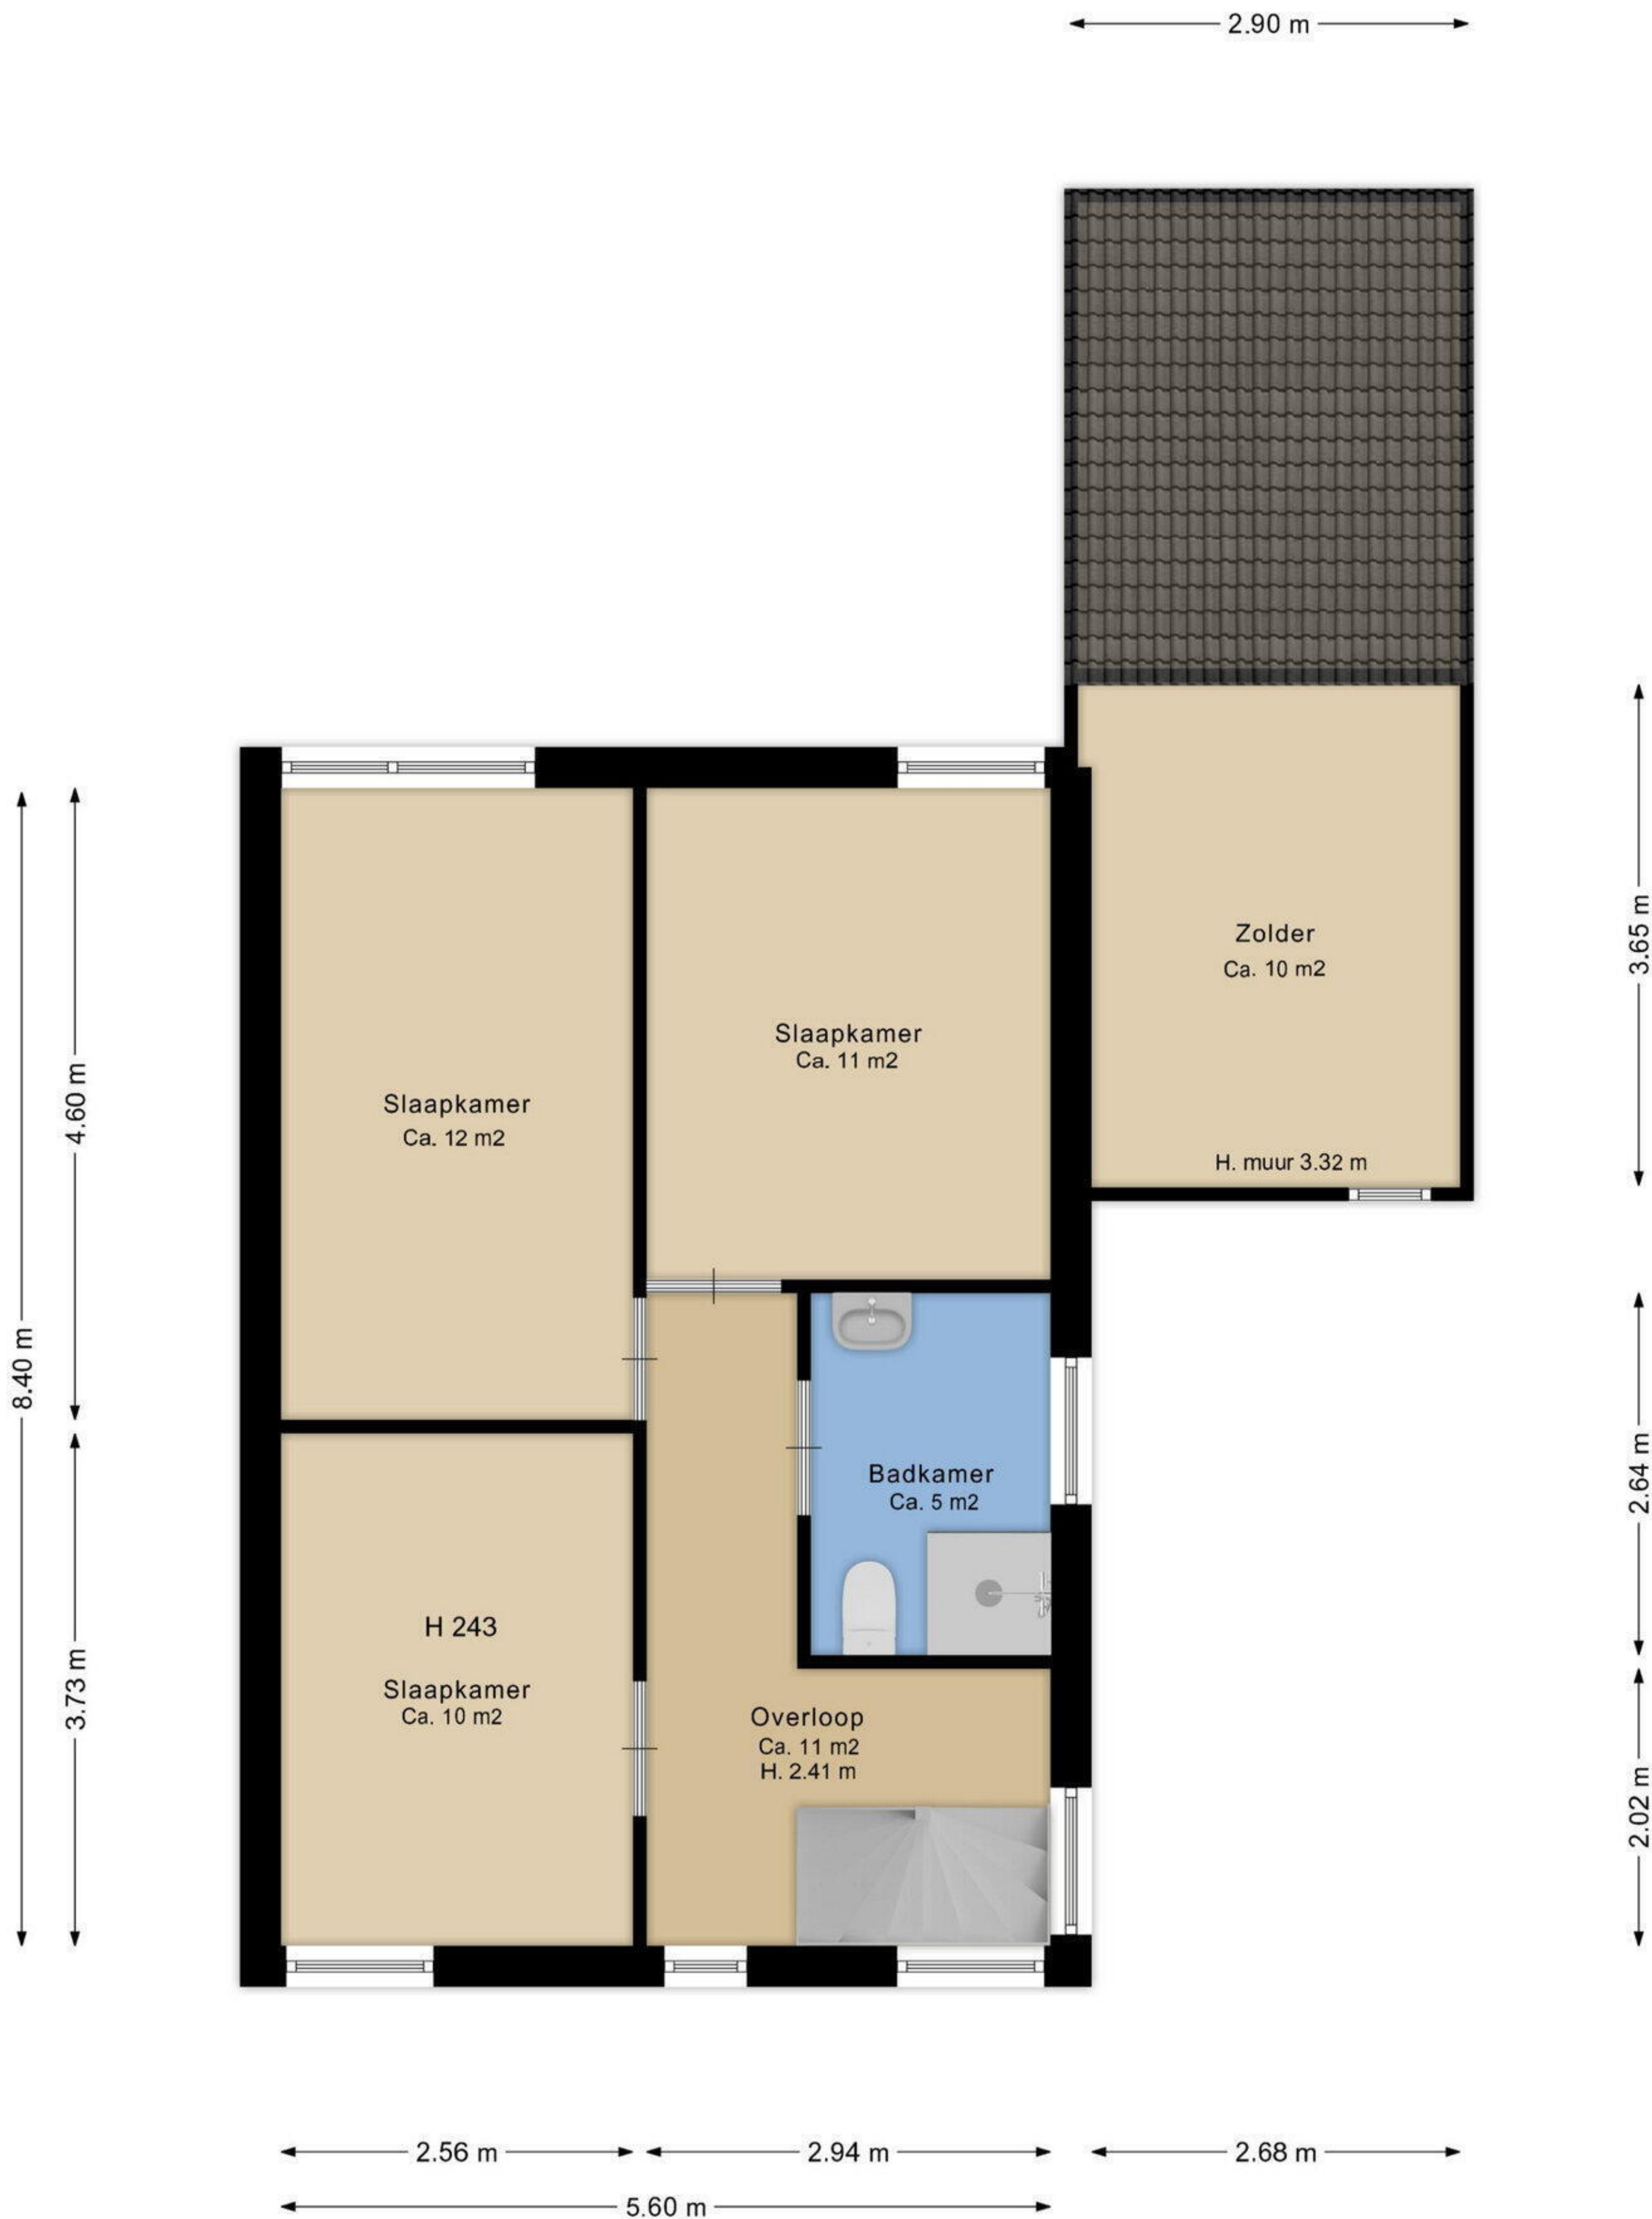 2.90 m
Zolder
Ca. 10 m2
H. muur 3.32 m
3.65 m
Slaapkamer
Ca. 11 m2
Slaapkamer
Ca. 12 m2
4.60 m
8.40 m
Badkamer
Ca. 5 m2
2.64 m
H 243
Slaapkamer
Ca. 10 m2
3.73 m
Overloop
Ca. 11 m2
H. 2.41 m
2.02 m
2.56 m
2.94 m
2.68 m
5.60 m